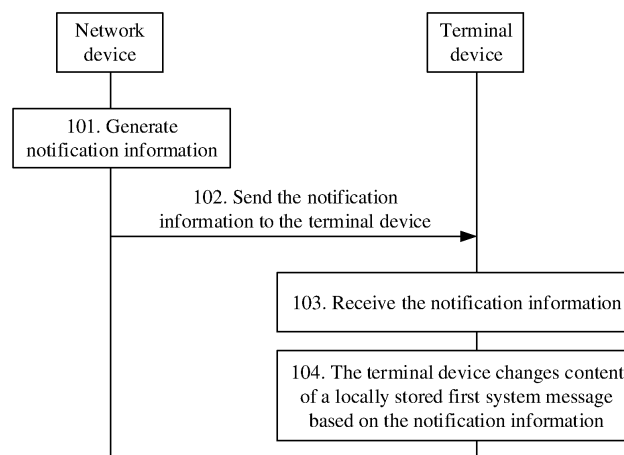 Network
device
Terminal
device
101. Generate
notification information
102. Send the notification
information to the terminal device
103. Receive the notification information
104. The terminal device changes content
of a locally stored first system message
based on the notification information